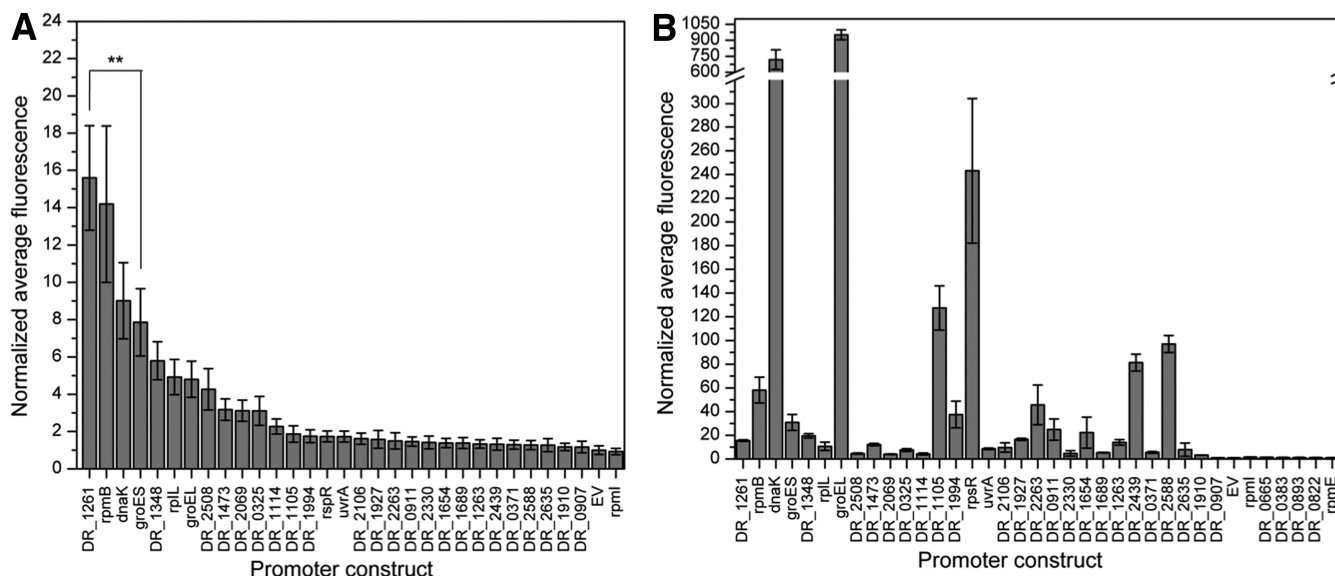 A
Normalized average fluorescence
24
22
20
18
16
14
12
10
8
6
4
2
0
**
DR_1261
rpmB
dnaK
groES
DR_1348
rplL
groEL
DR_2508
DR_1473
DR_2069
DR_0325
DR_1114
DR_1105
DR_1994
rspR
uvrA
DR_2106
DR_1927
DR_2263
DR_0911
DR_2330
DR_1654
DR_1689
DR_1263
DR_2439
DR_0371
DR_2588
DR_2635
DR_1910
DR_0907
EV
rpmI
Promoter construct
B
Normalized average fluorescence
1050
900
750
600
300
280
260
240
220
200
180
160
140
120
100
80
60
40
20
0
DR_1261
rpmB
dnaK
groES
DR_1348
rplL
groEL
DR_2508
DR_1473
DR_2069
DR_0325
DR_1114
DR_1105
DR_1994
rpsR
uvrA
DR_2106
DR_1927
DR_2263
DR_0911
DR_2330
DR_1654
DR_1689
DR_1263
DR_2439
DR_0371
DR_2588
DR_2635
DR_1910
DR_0907
EV
rpmI
DR_0665
DR_0383
DR_0893
DR_0822
rpmE
Promoter construct